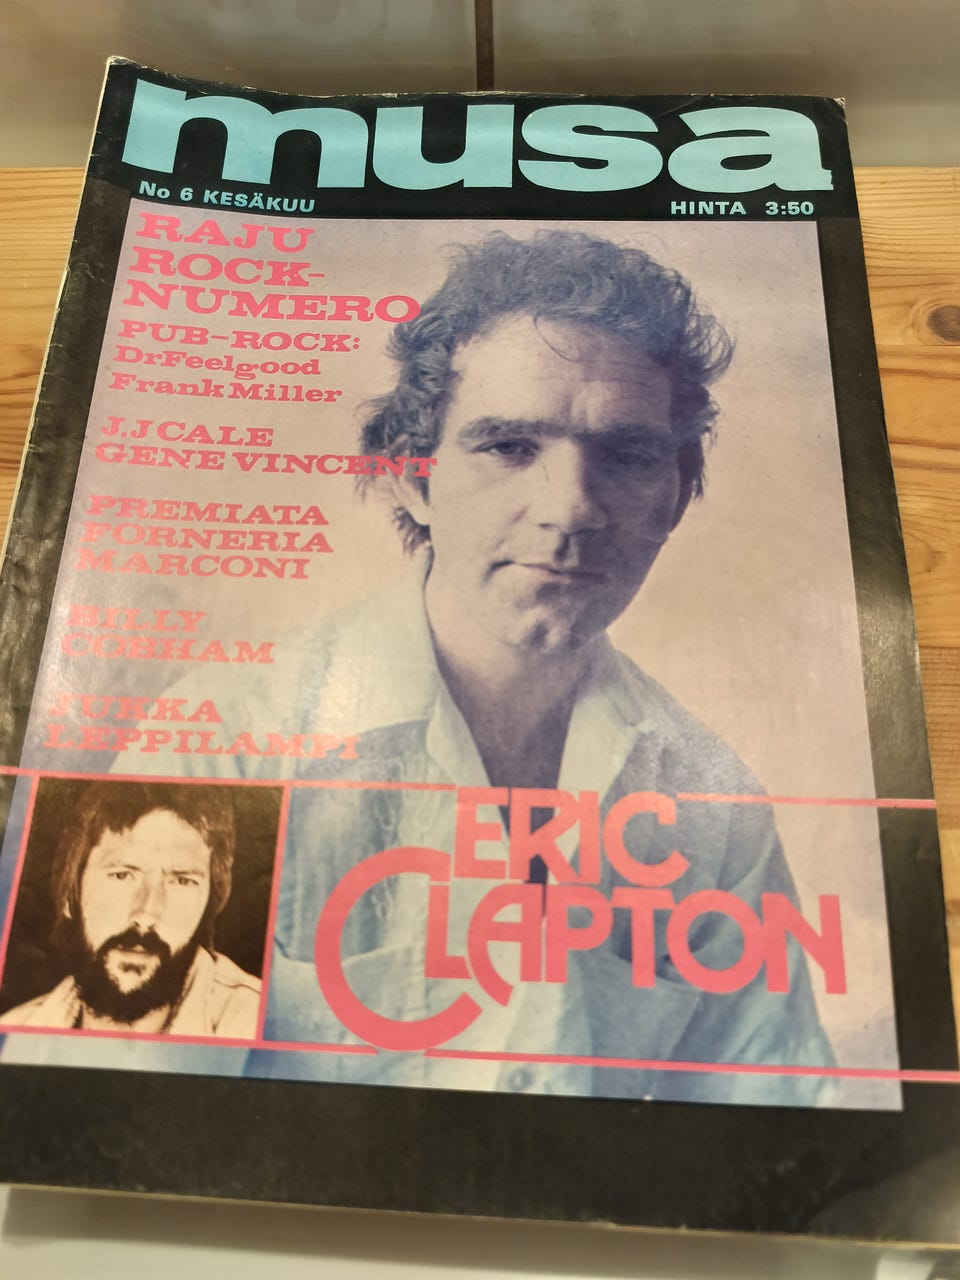 musa
No 6 KESÄKUU
HINTA 3:50
RAJU
ROCK-
NUMERO
PUB-ROCK:
DrFeelgood
Frank Miller
J.J CALE
GENE VINCENT
PREMIATA
FORNERIA
MARCONI
BILLY
COBHAM
JUKKA
LEPPILAMPI
ERIC
CLAPTON